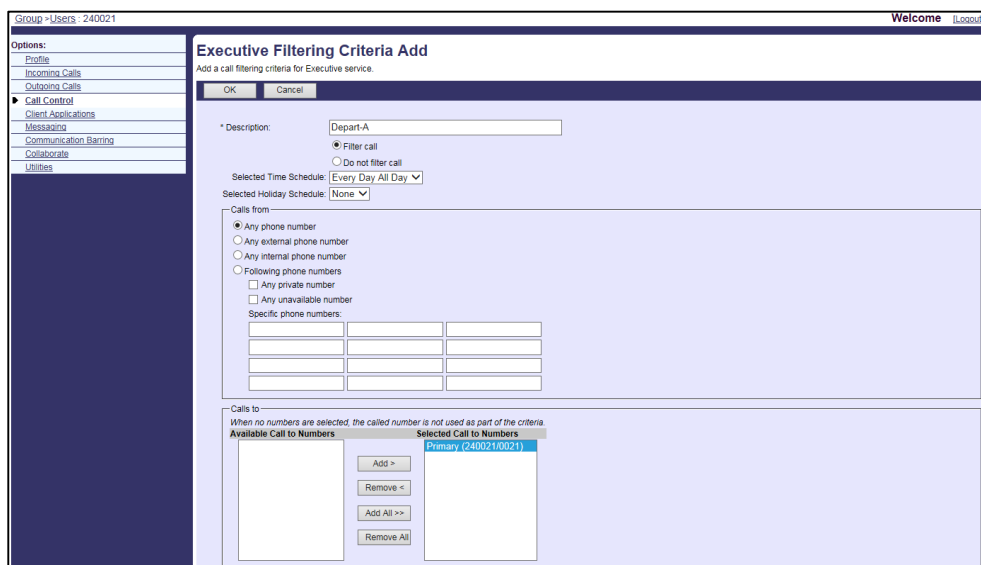 Group >Users : 240021
Welcome [Logout
Options:
Profile
Incoming Calls
Outgoing Calls
Call Control
Client Applications
Messaging
Communication Barring
Collaborate
Utilities
Executive Filtering Criteria Add
Add a call filtering criteria for Executive service.
OK Cancel
* Description: Depart-A
Filter call
Do not filter call
Selected Time Schedule: Every Day All Day
Selected Holiday Schedule: None
Calls from
Any phone number
Any external phone number
Any internal phone number
Following phone numbers
Any private number
Any unavailable number
Specific phone numbers:
Calls to
When no numbers are selected, the called number is not used as part of the criteria.
Available Call to Numbers Selected Call to Numbers
Primary (240021/0021)
Add >
Remove <
Add All >>
Remove All